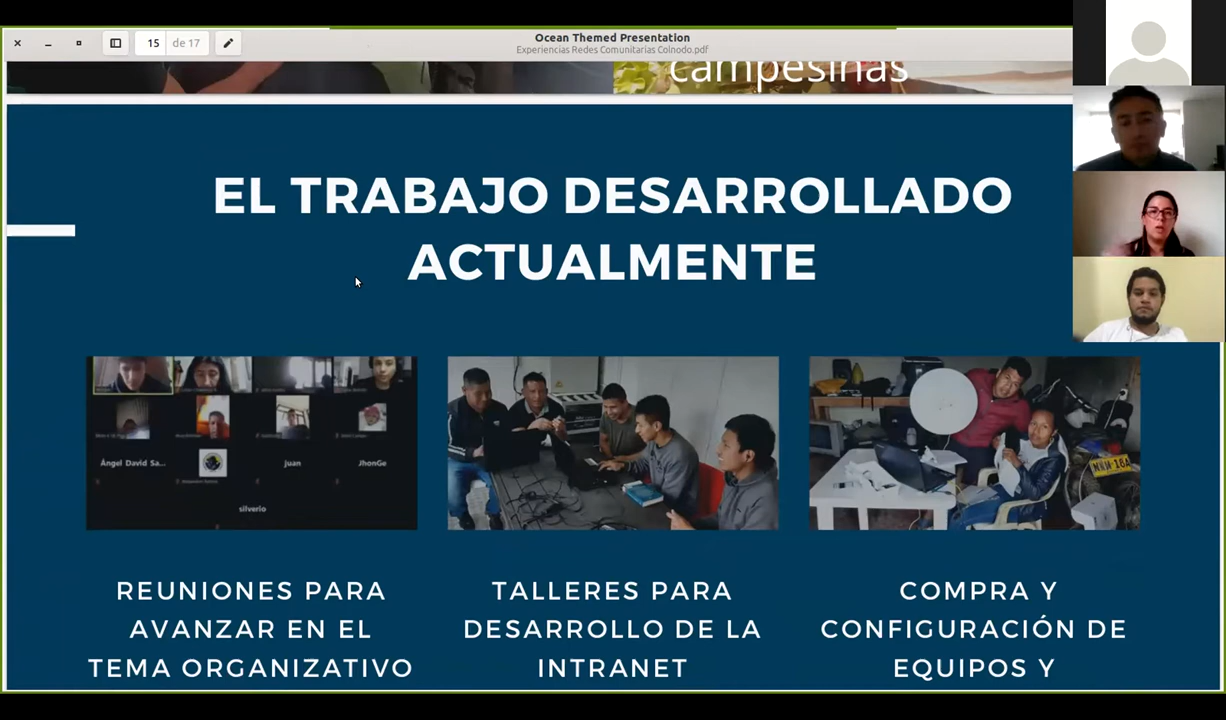 15 de 17
Ocean Themed Presentation
Experiencias Redes Comunitarias Colnodo.pdf
campesinas
EL TRABAJO DESARROLLADO
ACTUALMENTE
Ángel David Sa...
Juan
JhonGe
silverio
MNM-18A
REUNIONES PARA
AVANZAR EN EL
TEMA ORGANIZATIVO
TALLERES PARA
DESARROLLO DE LA
INTRANET
COMPRA Y
CONFIGURACIÓN DE
EQUIPOS Y